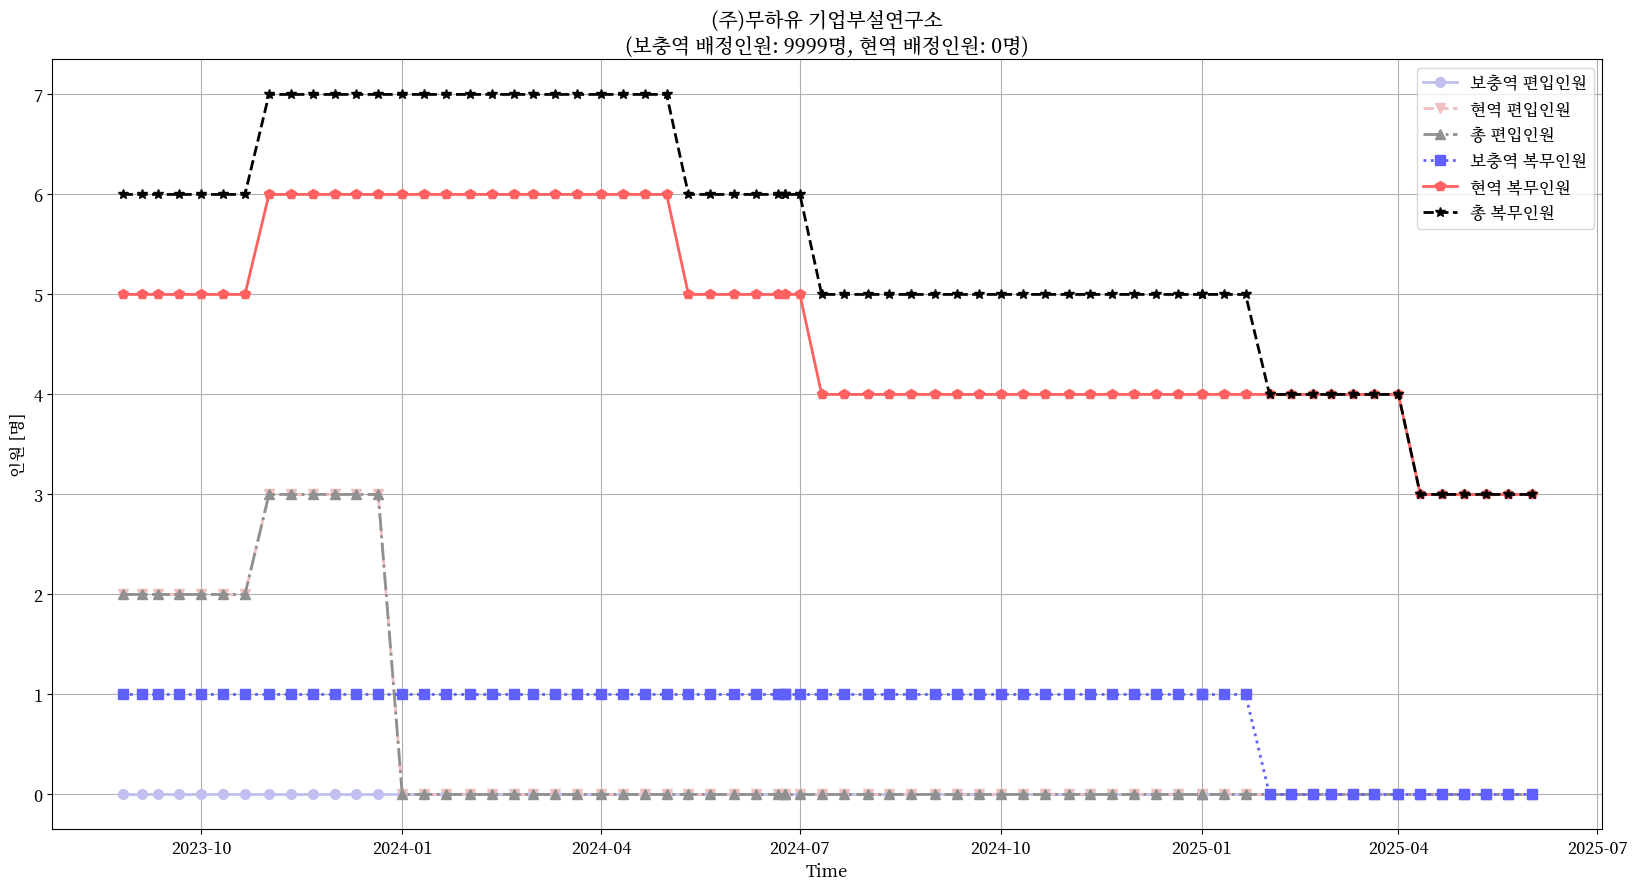 (주)무하유 기업부설연구소
(보충역 배정인원: 9999명, 현역 배정인원: 0명)
보충역 편입인원
현역 편입인원
총 편입인원
보충역 복무인원
현역 복무인원
총 복무인원
인원 [명]
7
6
5
4
3
2
1
0
2023-10
2024-01
2024-04
2024-07
2024-10
2025-01
2025-04
2025-07
Time